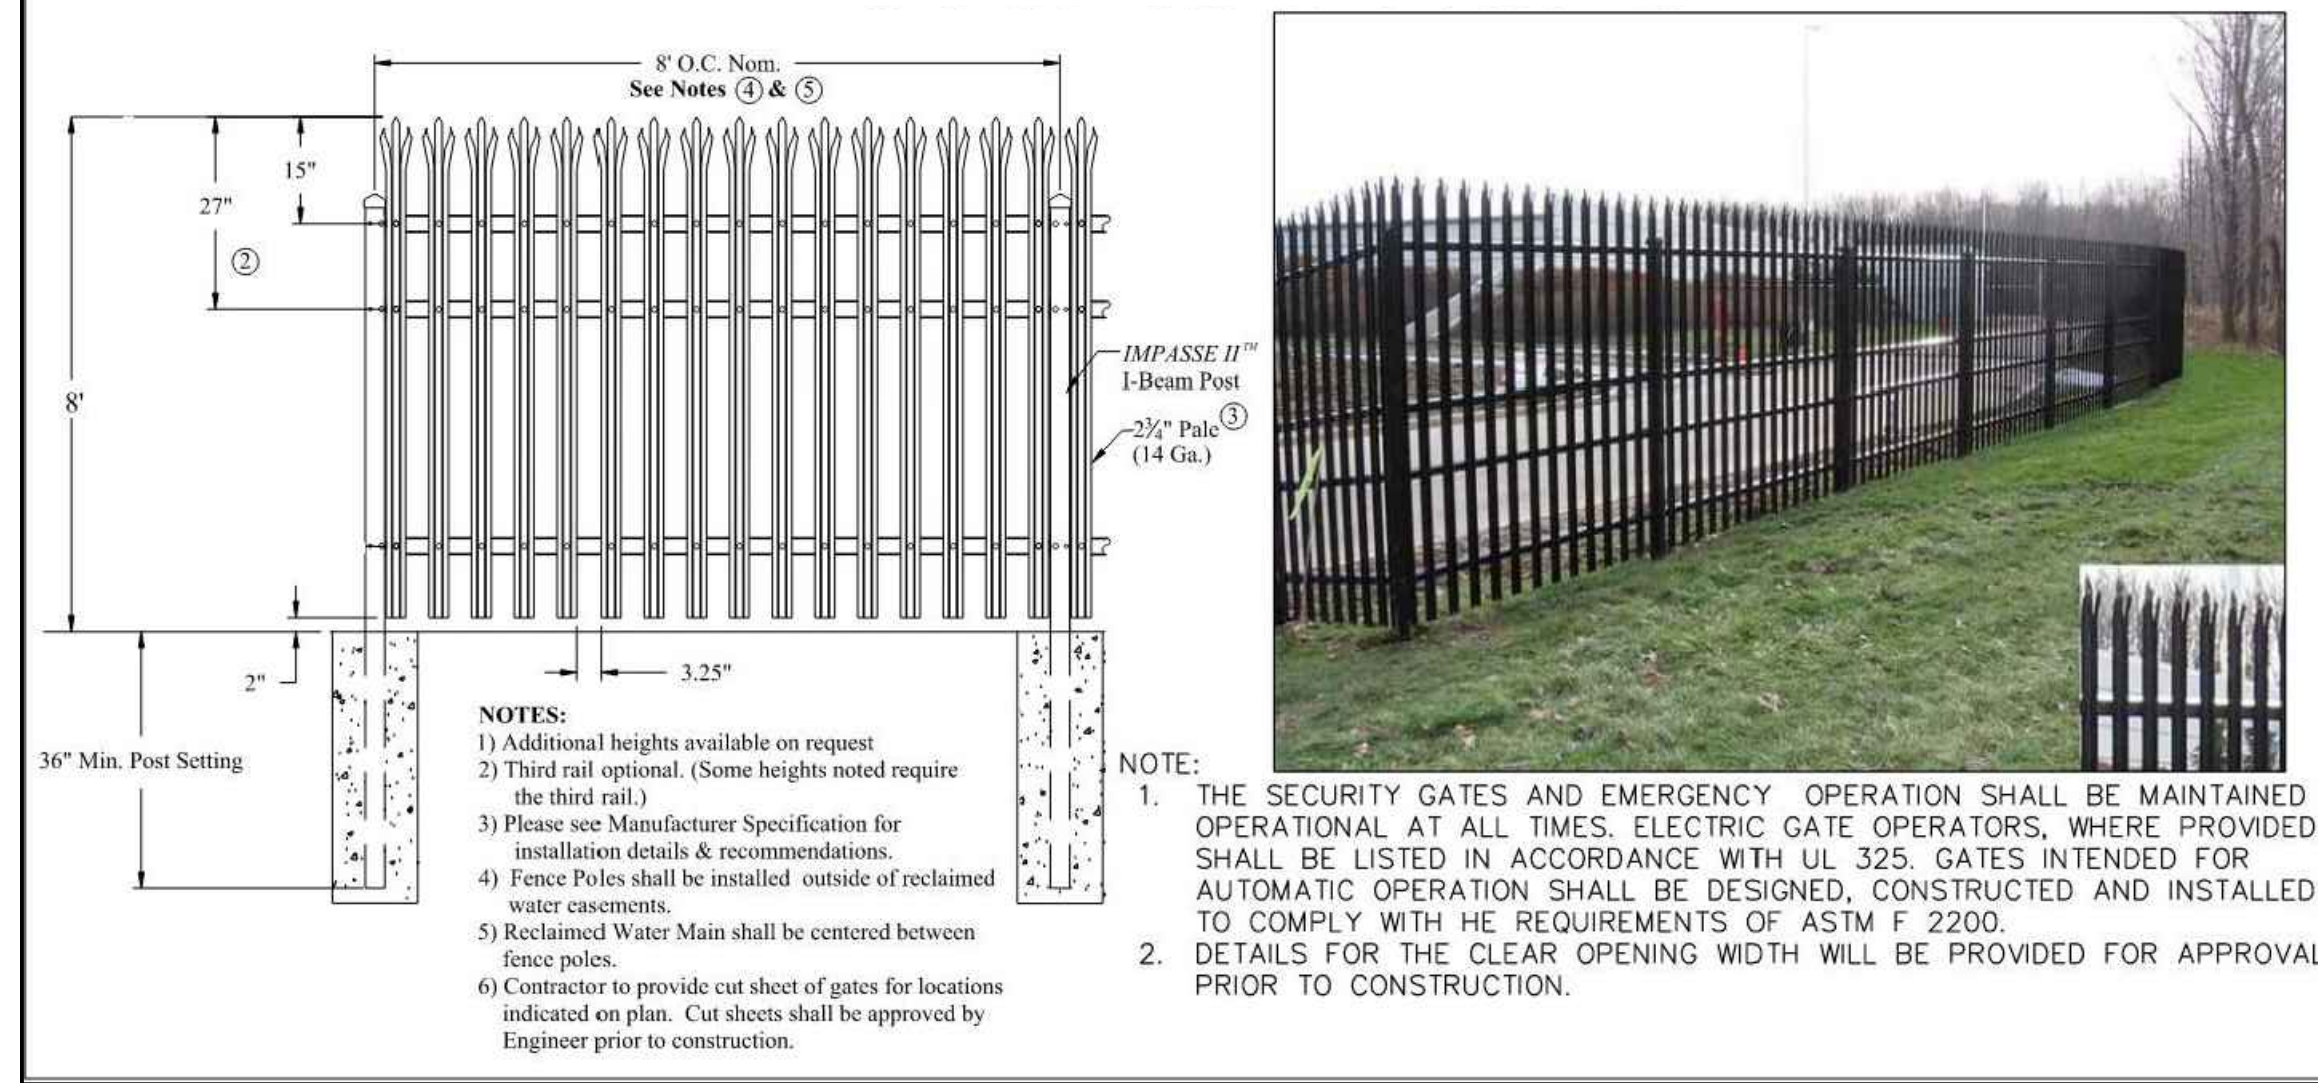 8' O.C. Nom.
See Notes ④ & ⑤
15"
27"
②
8'
IMPASSE II™
I-Beam Post
2¾" Pale ③
(14 Ga.)
2"
3.25"
36" Min. Post Setting
NOTES:
1) Additional heights available on request
2) Third rail optional. (Some heights noted require
the third rail.)
3) Please see Manufacturer Specification for
installation details & recommendations.
4) Fence Poles shall be installed outside of reclaimed
water easements.
5) Reclaimed Water Main shall be centered between
fence poles.
6) Contractor to provide cut sheet of gates for locations
indicated on plan. Cut sheets shall be approved by
Engineer prior to construction.
NOTE:
1. THE SECURITY GATES AND EMERGENCY OPERATION SHALL BE MAINTAINED
OPERATIONAL AT ALL TIMES. ELECTRIC GATE OPERATORS, WHERE PROVIDED
SHALL BE LISTED IN ACCORDANCE WITH UL 325. GATES INTENDED FOR
AUTOMATIC OPERATION SHALL BE DESIGNED, CONSTRUCTED AND INSTALLED
TO COMPLY WITH HE REQUIREMENTS OF ASTM F 2200.
2. DETAILS FOR THE CLEAR OPENING WIDTH WILL BE PROVIDED FOR APPROVAL
PRIOR TO CONSTRUCTION.